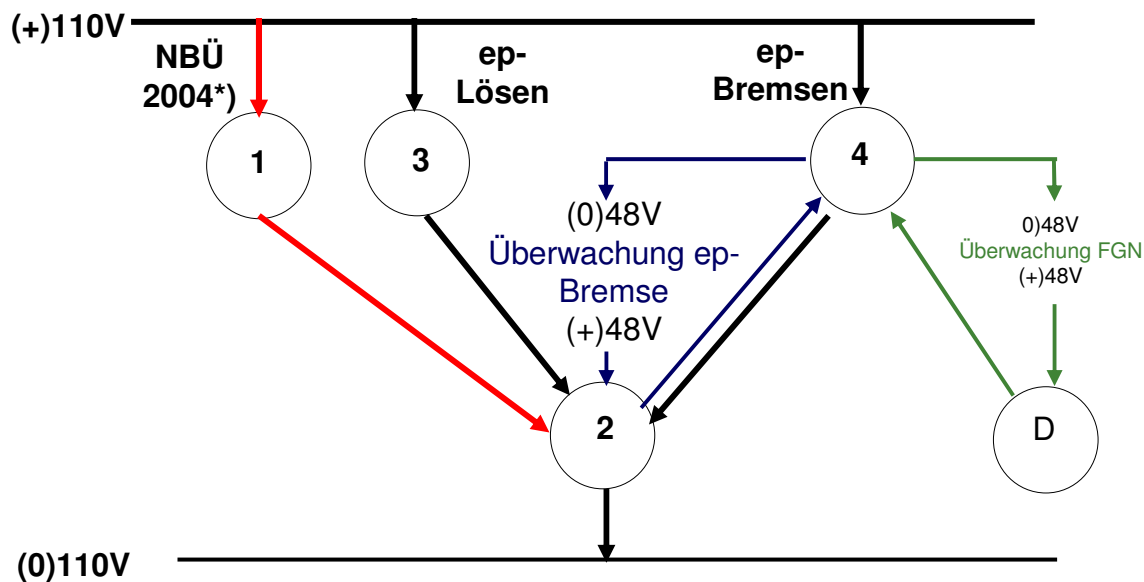 (+)110V
NBÜ
2004*)
ep-
Lösen
ep-
Bremsen
1
3
4
(0)48V
Überwachung ep-
Bremse
(+)48V
0)48V
Überwachung FGN
(+)48V
2
D
(0)110V